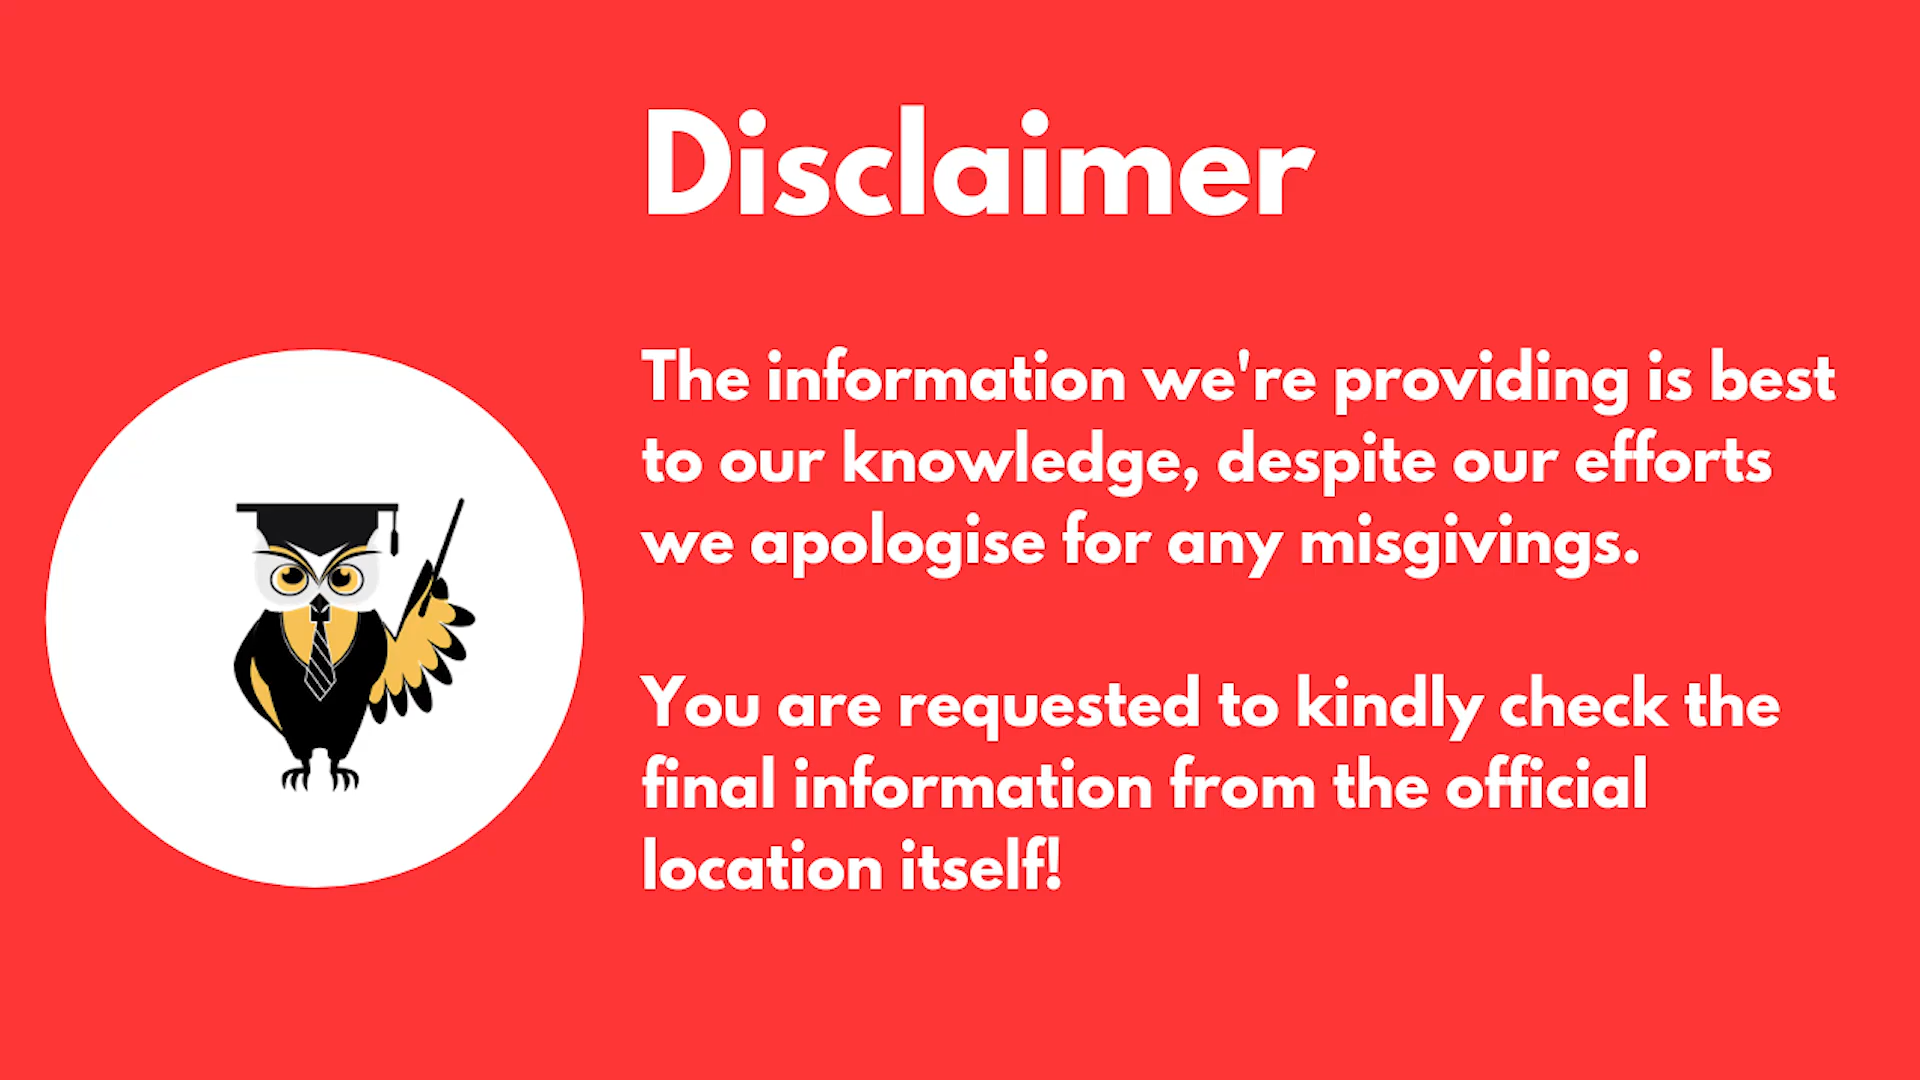 Disclaimer
The information we're providing is best
to our knowledge, despite our efforts
we apologise for any misgivings.
You are requested to kindly check the
final information from the official
location itself!